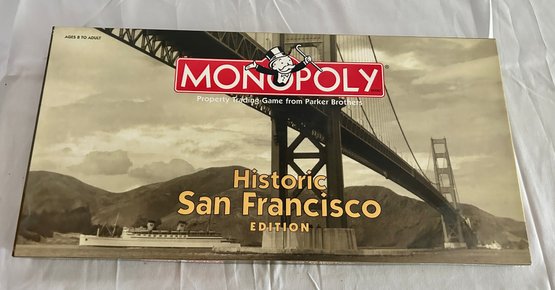 AGES 8 TO ADULT
MONOPOLY®
Property Trading Game from Parker Brothers
Historic
San Francisco
EDITION